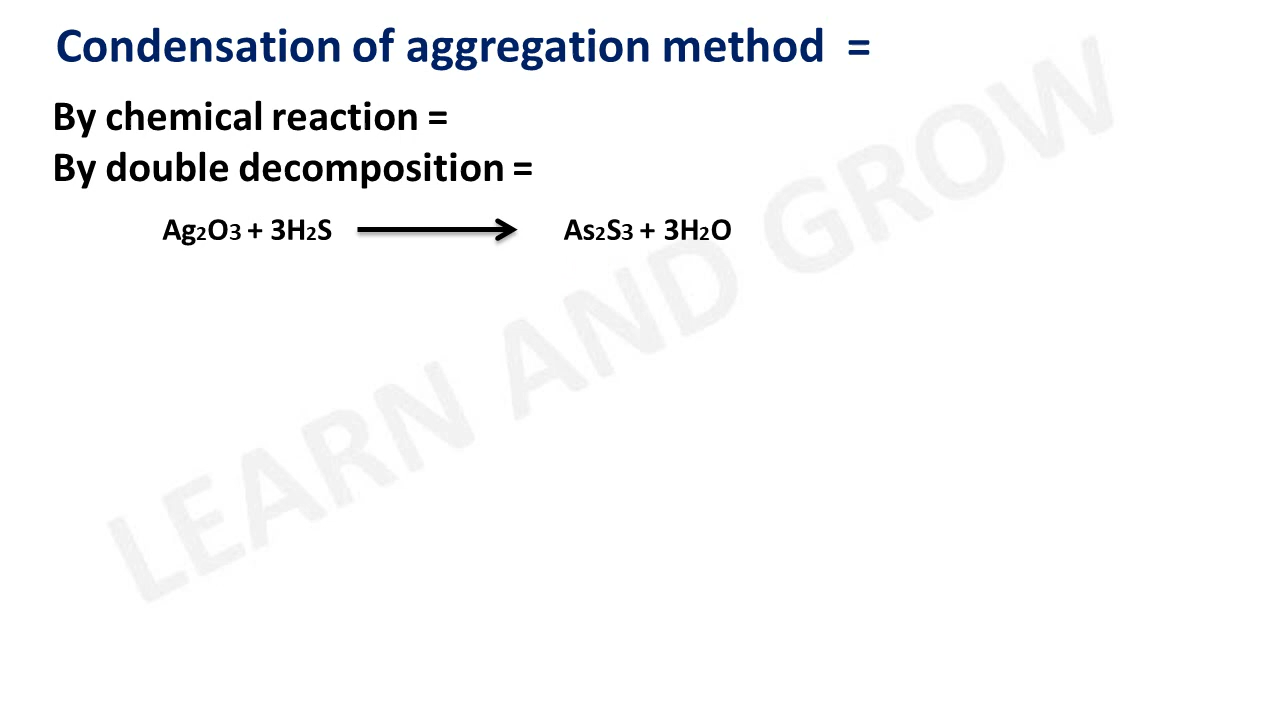 Condensation of aggregation method =
By chemical reaction =
By double decomposition =
Ag2O3 + 3H2S ⟶ As2S3 + 3H2O
LEARN AND GROW